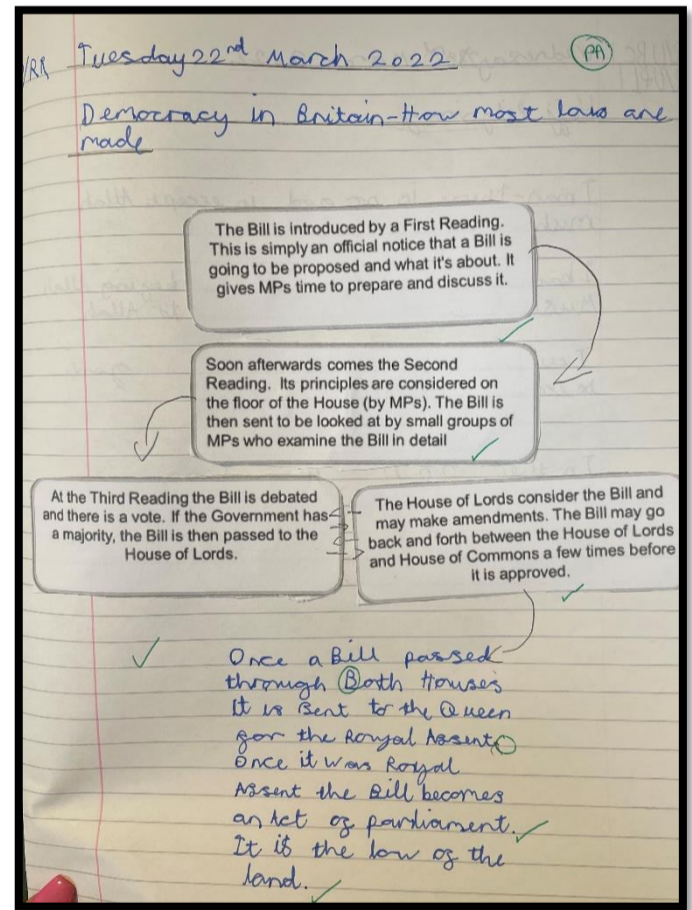 /RR Tuesday 22nd March 2022 PA
Democracy in Britain - How most laws are
made
The Bill is introduced by a First Reading.
This is simply an official notice that a Bill is
going to be proposed and what it's about. It
gives MPs time to prepare and discuss it.
Soon afterwards comes the Second
Reading. Its principles are considered on
the floor of the House (by MPs). The Bill is
then sent to be looked at by small groups of
MPs who examine the Bill in detail
At the Third Reading the Bill is debated
and there is a vote. If the Government has
a majority, the Bill is then passed to the
House of Lords.
The House of Lords consider the Bill and
may make amendments. The Bill may go
back and forth between the House of Lords
and House of Commons a few times before
it is approved.
Once a Bill passed
through Both Houses
It is sent to the Queen
for the Royal Assent
Once it was Royal
Assent the Bill becomes
an Act of parliament.
It is the law of the
land.